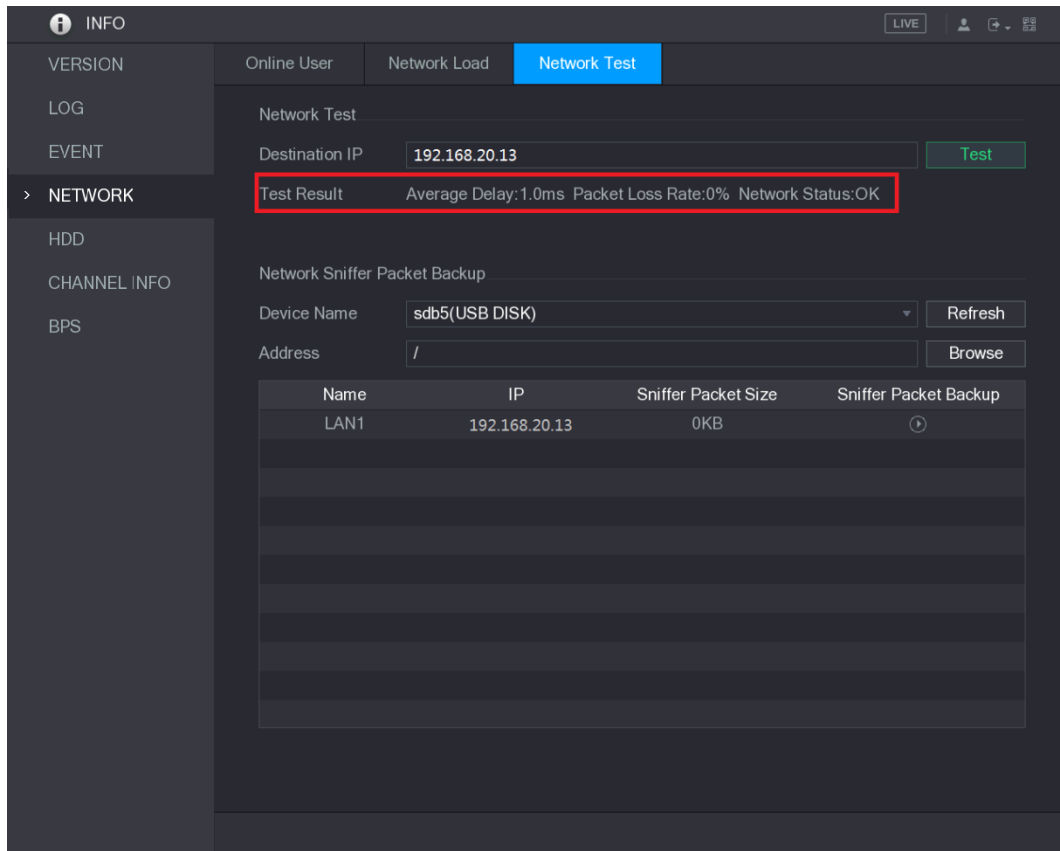 INFO
LIVE
VERSION
LOG
EVENT
> NETWORK
HDD
CHANNEL INFO
BPS
Online User Network Load Network Test
Network Test
Destination IP 192.168.20.13 Test
Test Result Average Delay:1.0ms Packet Loss Rate:0% Network Status:OK
Network Sniffer Packet Backup
Device Name sdb5(USB DISK) Refresh
Address / Browse
Name IP Sniffer Packet Size Sniffer Packet Backup
LAN1 192.168.20.13 0KB